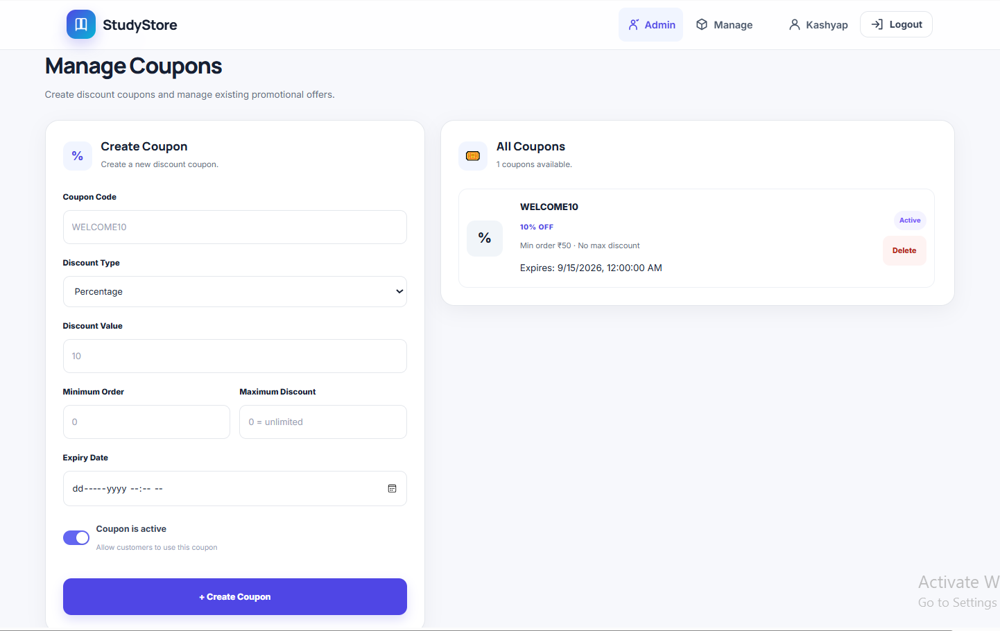 StudyStore
Admin
Manage
Kashyap
Logout
Manage Coupons
Create discount coupons and manage existing promotional offers.
%
Create Coupon
Create a new discount coupon.
Coupon Code
WELCOME10
Discount Type
Percentage
Discount Value
10
Minimum Order
0
Maximum Discount
0 = unlimited
Expiry Date
dd-----yyyy --:-- --
Coupon is active
Allow customers to use this coupon
+ Create Coupon
All Coupons
1 coupons available.
%
WELCOME10
10% OFF
Min order ₹50 · No max discount
Expires: 9/15/2026, 12:00:00 AM
Active
Delete
Activate W
Go to Settings